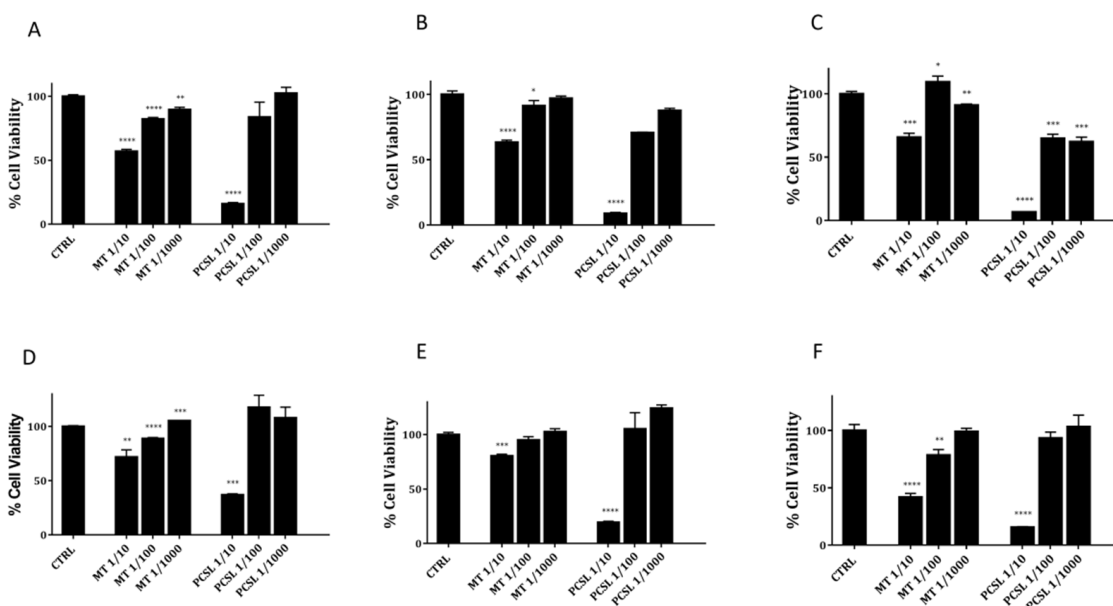 A
% Cell Viability
100
50
0
****
****
**
****
CTRL
MT 1/10
MT 1/100
MT 1/1000
PCSL 1/10
PCSL 1/100
PCSL 1/1000
B
% Cell Viability
100
50
0
****
*
****
CTRL
MT 1/10
MT 1/100
MT 1/1000
PCSL 1/10
PCSL 1/100
PCSL 1/1000
C
% Cell Viability
100
50
0
***
*
**
****
***
***
CTRL
MT 1/10
MT 1/100
MT 1/1000
PCSL 1/10
PCSL 1/100
PCSL 1/1000
D
% Cell Viability
100
50
0
**
****
***
***
CTRL
MT 1/10
MT 1/100
MT 1/1000
PCSL 1/10
PCSL 1/100
PCSL 1/1000
E
% Cell Viability
100
50
0
***
****
CTRL
MT 1/10
MT 1/100
MT 1/1000
PCSL 1/10
PCSL 1/100
PCSL 1/1000
F
% Cell Viability
100
50
0
****
**
****
CTRL
MT 1/10
MT 1/100
MT 1/1000
PCSL 1/10
PCSL 1/100
PCSL 1/1000